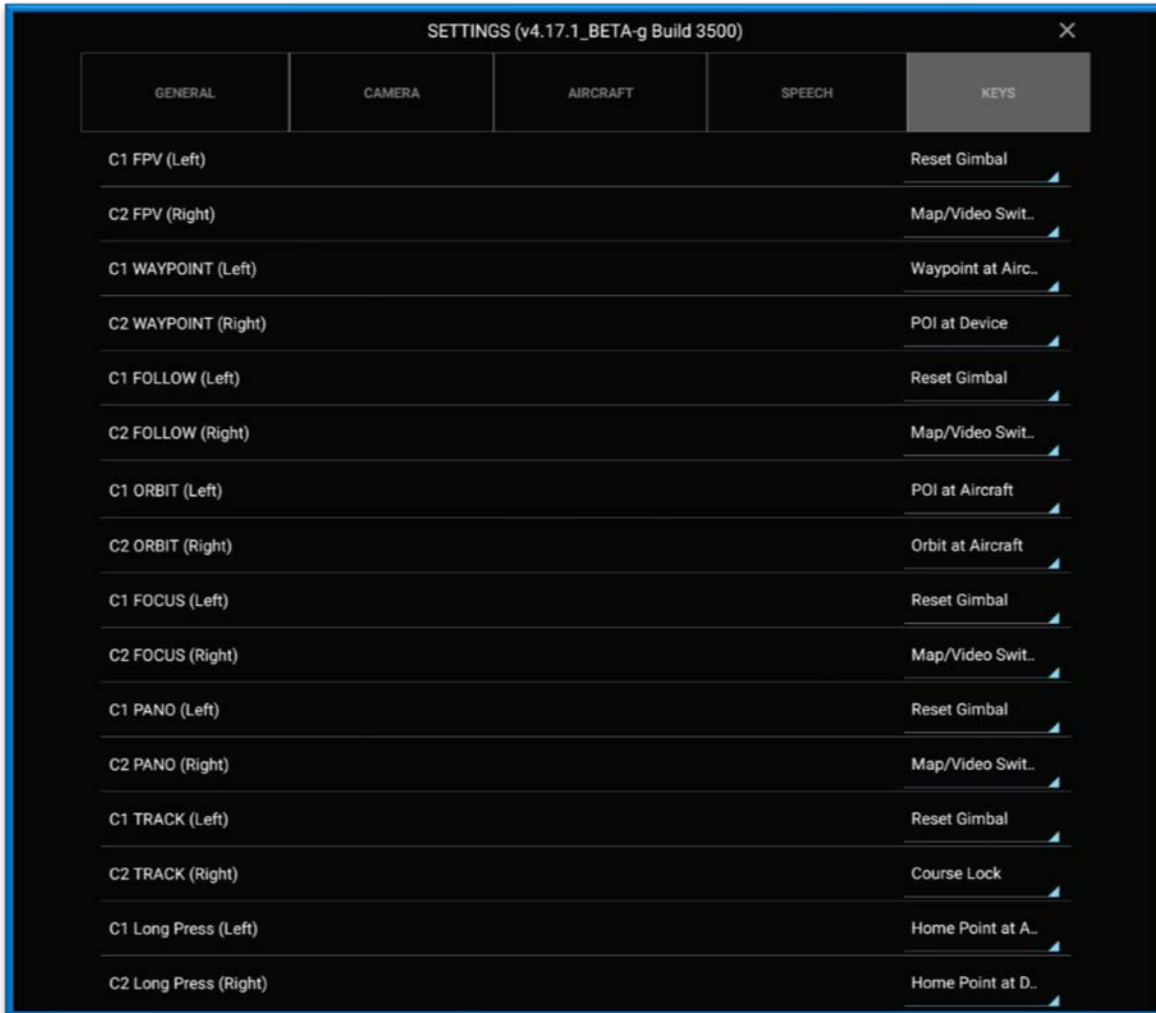 SETTINGS (v4.17.1_BETA-g Build 3500)
GENERAL CAMERA AIRCRAFT SPEECH KEYS
C1 FPV (Left) Reset Gimbal
C2 FPV (Right) Map/Video Swit..
C1 WAYPOINT (Left) Waypoint at Airc..
C2 WAYPOINT (Right) POI at Device
C1 FOLLOW (Left) Reset Gimbal
C2 FOLLOW (Right) Map/Video Swit..
C1 ORBIT (Left) POI at Aircraft
C2 ORBIT (Right) Orbit at Aircraft
C1 FOCUS (Left) Reset Gimbal
C2 FOCUS (Right) Map/Video Swit..
C1 PANO (Left) Reset Gimbal
C2 PANO (Right) Map/Video Swit..
C1 TRACK (Left) Reset Gimbal
C2 TRACK (Right) Course Lock
C1 Long Press (Left) Home Point at A..
C2 Long Press (Right) Home Point at D..